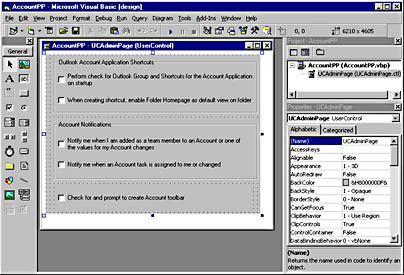 AccountPP - Microsoft Visual Basic [design]
File Edit View Project Format Debug Run Query Diagram Tools Add-Ins Window Help
0, 0 6210 x 4605
General
AccountPP - UCAdminPage (UserControl)
Outlook Account Application Shortcuts
Perform check for Outlook Group and Shortcuts for the Account Application
on startup
When creating shortcut, enable Folder Homepage as default view on folder
Account Notifications
Notify me when I am added as a team member to an Account or one of
the values for my Account changes
Notify me when an Account task is assigned to me or changed
Check for and prompt to create Account toolbar
Project - AccountPP
AccountPP (AccountPP.vbp)
UCAdminPage (UCAdminPage.ctl)
Properties - UCAdminPage
UCAdminPage UserControl
Alphabetic Categorized
(Name) UCAdminPage
AccessKeys
Alignable False
Appearance 1 - 3D
AutoRedraw False
BackColor &H8000000F&
BackStyle 1 - Opaque
BorderStyle 0 - None
CanGetFocus True
ClipBehavior 1 - Use Region
ClipControls True
ControlContainer False
DataBindingBehavior 0 - vbNone
(Name)
Returns the name used in code to identify an
object.